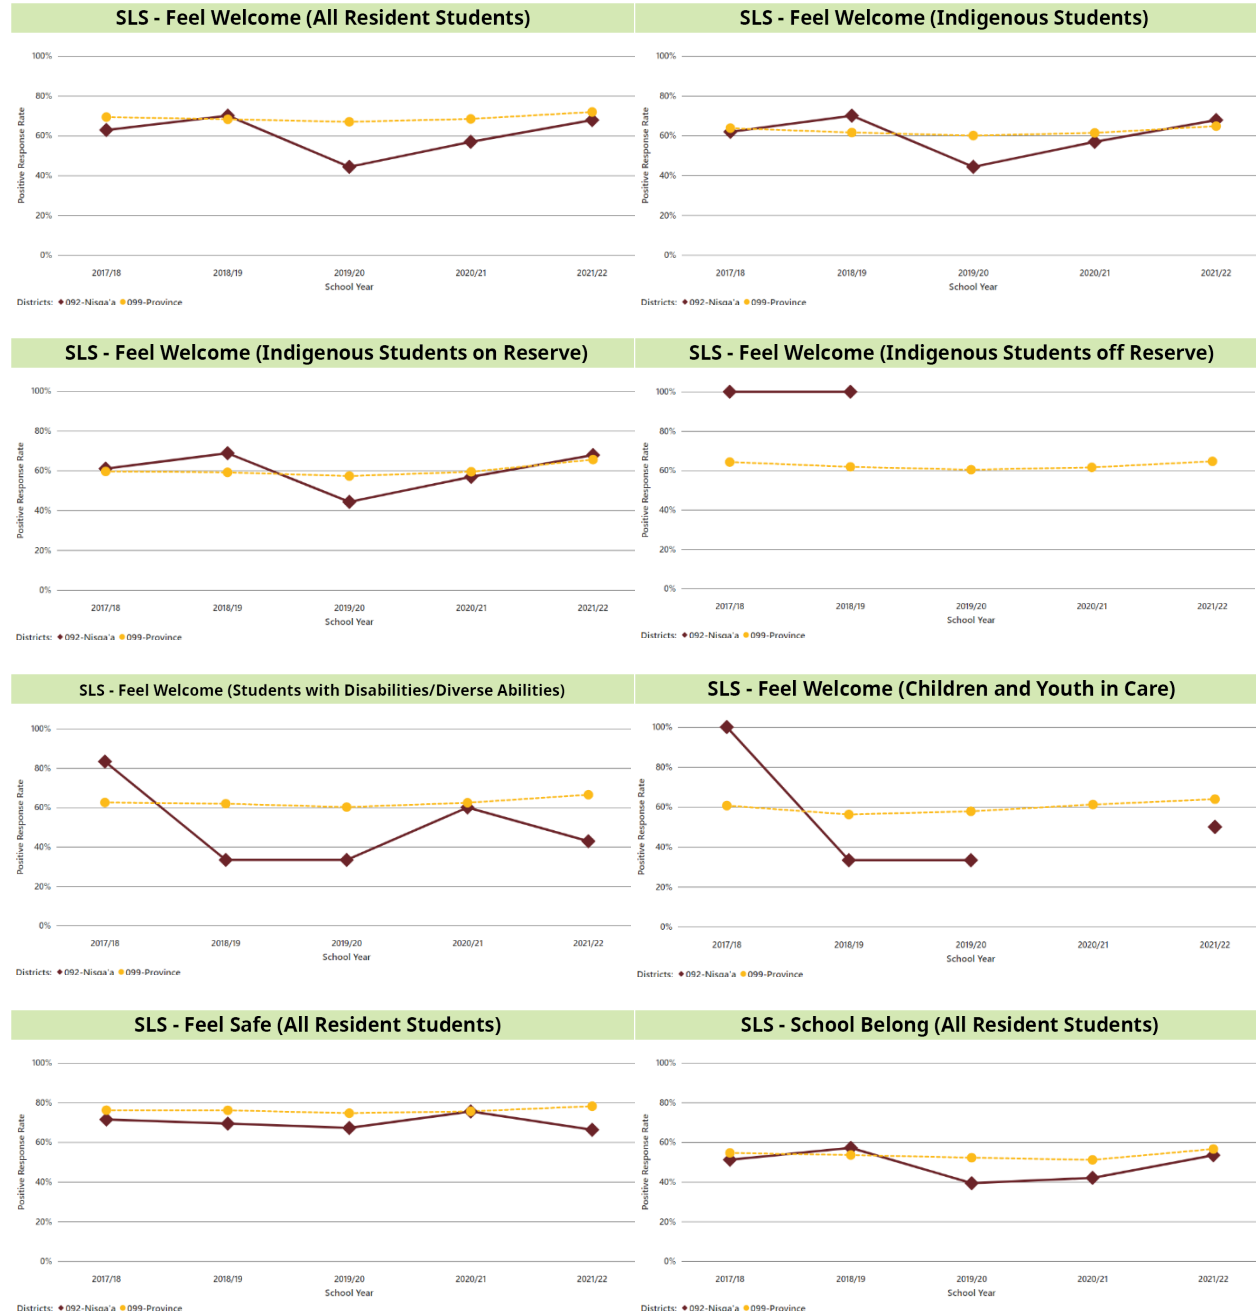 SLS - Feel Welcome (All Resident Students)
100%
80%
60%
40%
20%
0%
Positive Response Rate
2017/18 2018/19 2019/20 2020/21 2021/22
School Year
Districts: 092-Nisga'a 099-Province
SLS - Feel Welcome (Indigenous Students)
100%
80%
60%
40%
20%
0%
Positive Response Rate
2017/18 2018/19 2019/20 2020/21 2021/22
School Year
Districts: 092-Nisga'a 099-Province
SLS - Feel Welcome (Indigenous Students on Reserve)
100%
80%
60%
40%
20%
0%
Positive Response Rate
2017/18 2018/19 2019/20 2020/21 2021/22
School Year
Districts: 092-Nisga'a 099-Province
SLS - Feel Welcome (Indigenous Students off Reserve)
100%
80%
60%
40%
20%
0%
Positive Response Rate
2017/18 2018/19 2019/20 2020/21 2021/22
School Year
Districts: 092-Nisga'a 099-Province
SLS - Feel Welcome (Students with Disabilities/Diverse Abilities)
100%
80%
60%
40%
20%
0%
Positive Response Rate
2017/18 2018/19 2019/20 2020/21 2021/22
School Year
Districts: 092-Nisga'a 099-Province
SLS - Feel Welcome (Children and Youth in Care)
100%
80%
60%
40%
20%
0%
Positive Response Rate
2017/18 2018/19 2019/20 2020/21 2021/22
School Year
Districts: 092-Nisga'a 099-Province
SLS - Feel Safe (All Resident Students)
100%
80%
60%
40%
20%
0%
Positive Response Rate
2017/18 2018/19 2019/20 2020/21 2021/22
School Year
Districts: 092-Nisga'a 099-Province
SLS - School Belong (All Resident Students)
100%
80%
60%
40%
20%
0%
Positive Response Rate
2017/18 2018/19 2019/20 2020/21 2021/22
School Year
Districts: 092-Nisga'a 099-Province